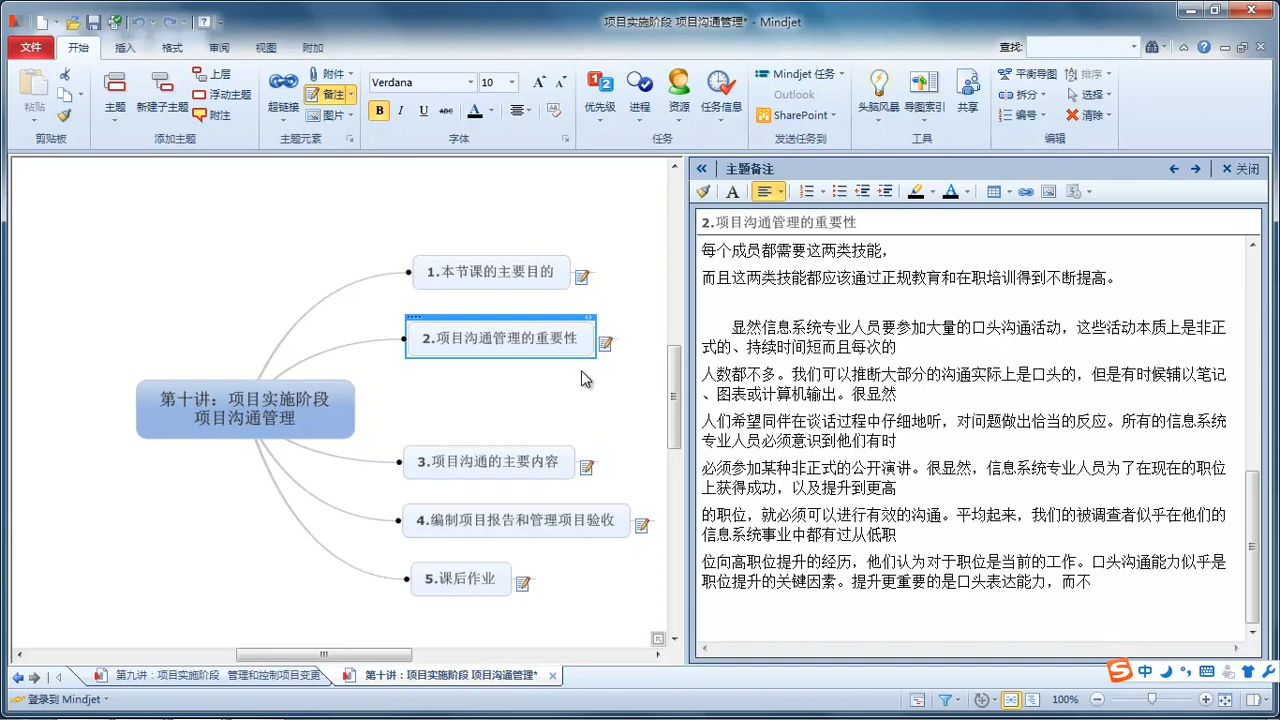 项目实施阶段 项目沟通管理* - Mindjet
文件 开始 插入 格式 审阅 视图 附加
查找:
粘贴
剪贴板
主题
新建子主题
上层
浮动主题
附注
添加主题
超链接
附件
备注
图片
主题元素
Verdana 10
B I U abc A
字体
优先级
进程
资源
任务信息
任务
Mindjet 任务
Outlook
SharePoint
发送任务到
头脑风暴
导图索引
共享
工具
平衡导图
拆分
编号
排序
选择
清除
编辑
第十讲：项目实施阶段
项目沟通管理
1.本节课的主要目的
2.项目沟通管理的重要性
3.项目沟通的主要内容
4.编制项目报告和管理项目验收
5.课后作业
主题备注
关闭
2.项目沟通管理的重要性
每个成员都需要这两类技能，
而且这两类技能都应该通过正规教育和在职培训得到不断提高。
显然信息系统专业人员要参加大量的口头沟通活动，这些活动本质上是非正
式的、持续时间短而且每次的
人数都不多。我们可以推断大部分的沟通实际上是口头的，但是有时候辅以笔记
、图表或计算机输出。很显然
人们希望同伴在谈话过程中仔细地听，对问题做出恰当的反应。所有的信息系统
专业人员必须意识到他们有时
必须参加某种非正式的公开演讲。很显然，信息系统专业人员为了在现在的职位
上获得成功，以及提升到更高
的职位，就必须可以进行有效的沟通。平均起来，我们的被调查者似乎在他们的
信息系统事业中都有过从低职
位向高职位提升的经历，他们认为对于职位是当前的工作。口头沟通能力似乎是
职位提升的关键因素。提升更重要的是口头表达能力，而不
第九讲：项目实施阶段 管理和控制项目变更
第十讲：项目实施阶段 项目沟通管理*
中
登录到 Mindjet
100%